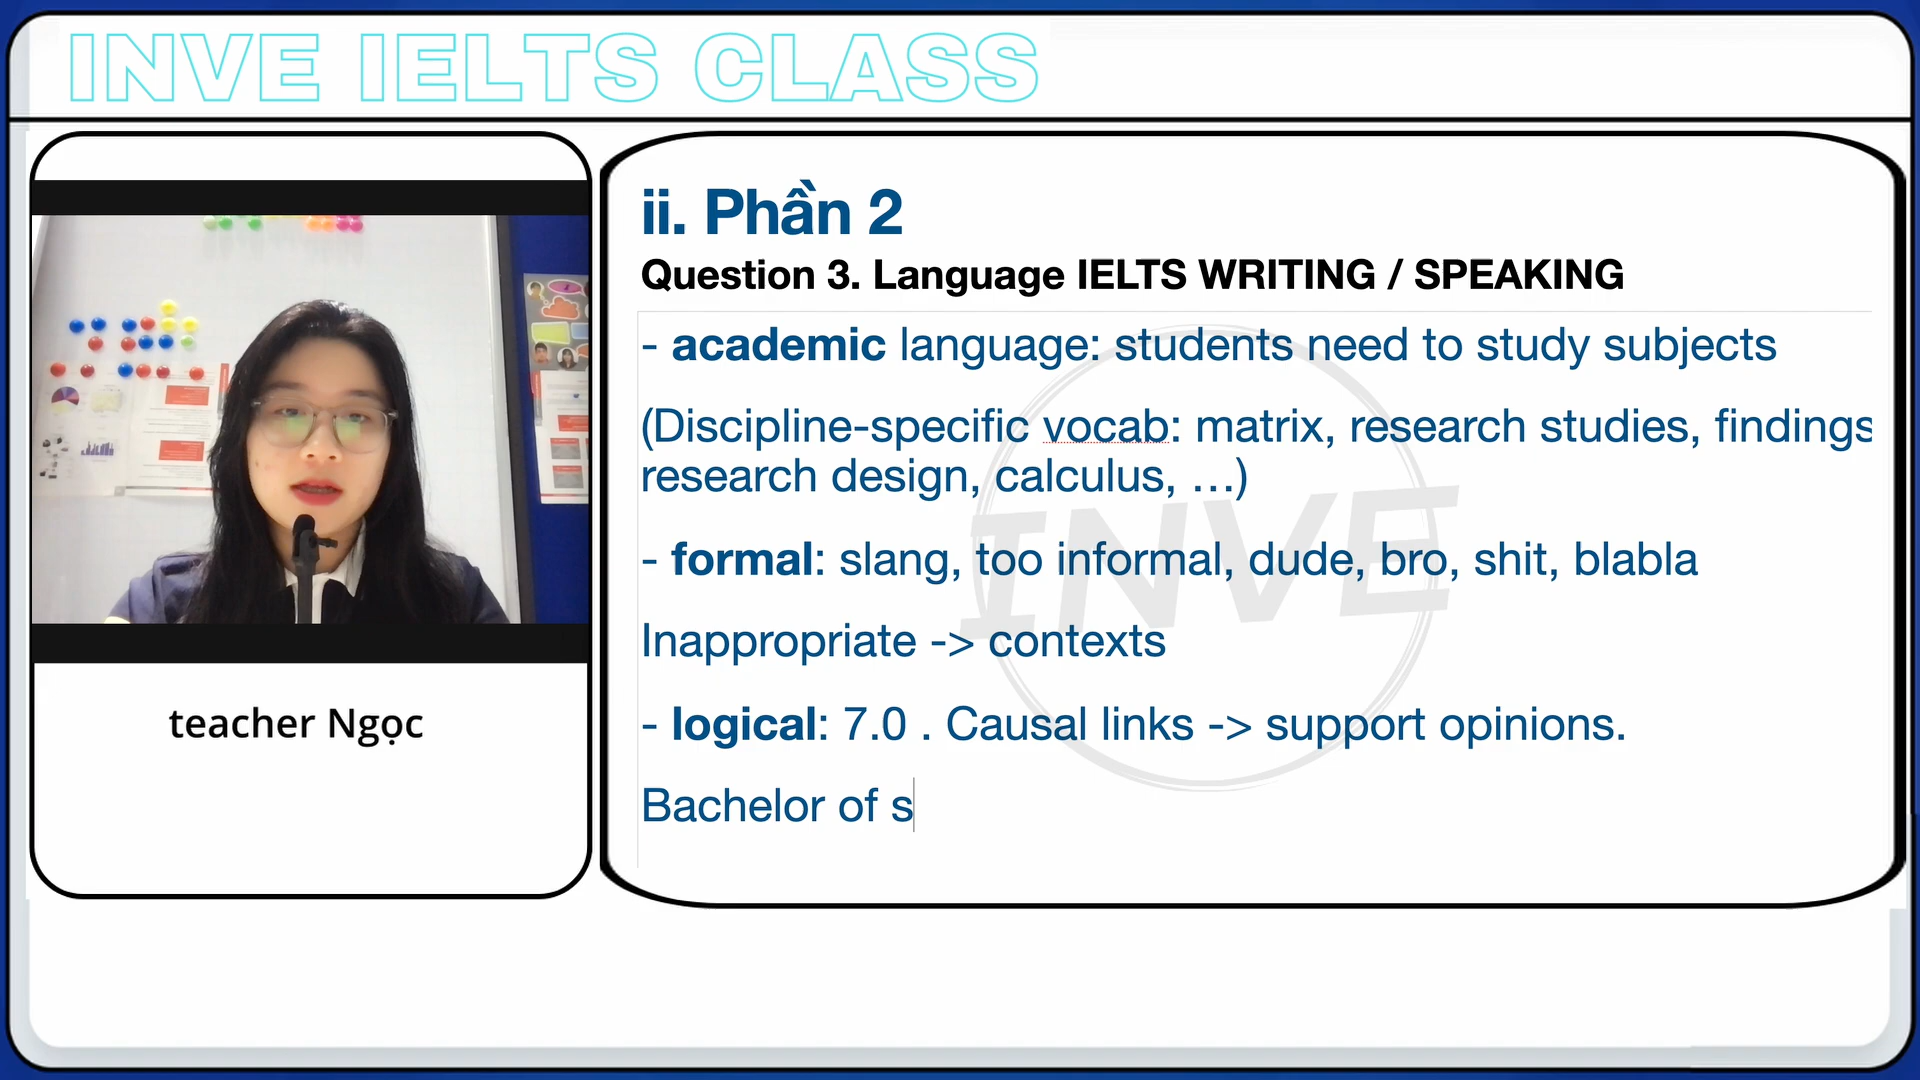 INVE IELTS CLASS
ii. Phần 2
Question 3. Language IELTS WRITING / SPEAKING
- academic language: students need to study subjects
(Discipline-specific vocab: matrix, research studies, findings
research design, calculus, ...)
- formal: slang, too informal, dude, bro, shit, blabla
Inappropriate -> contexts
- logical: 7.0 . Causal links -> support opinions.
Bachelor of s
INVE
teacher Ngọc